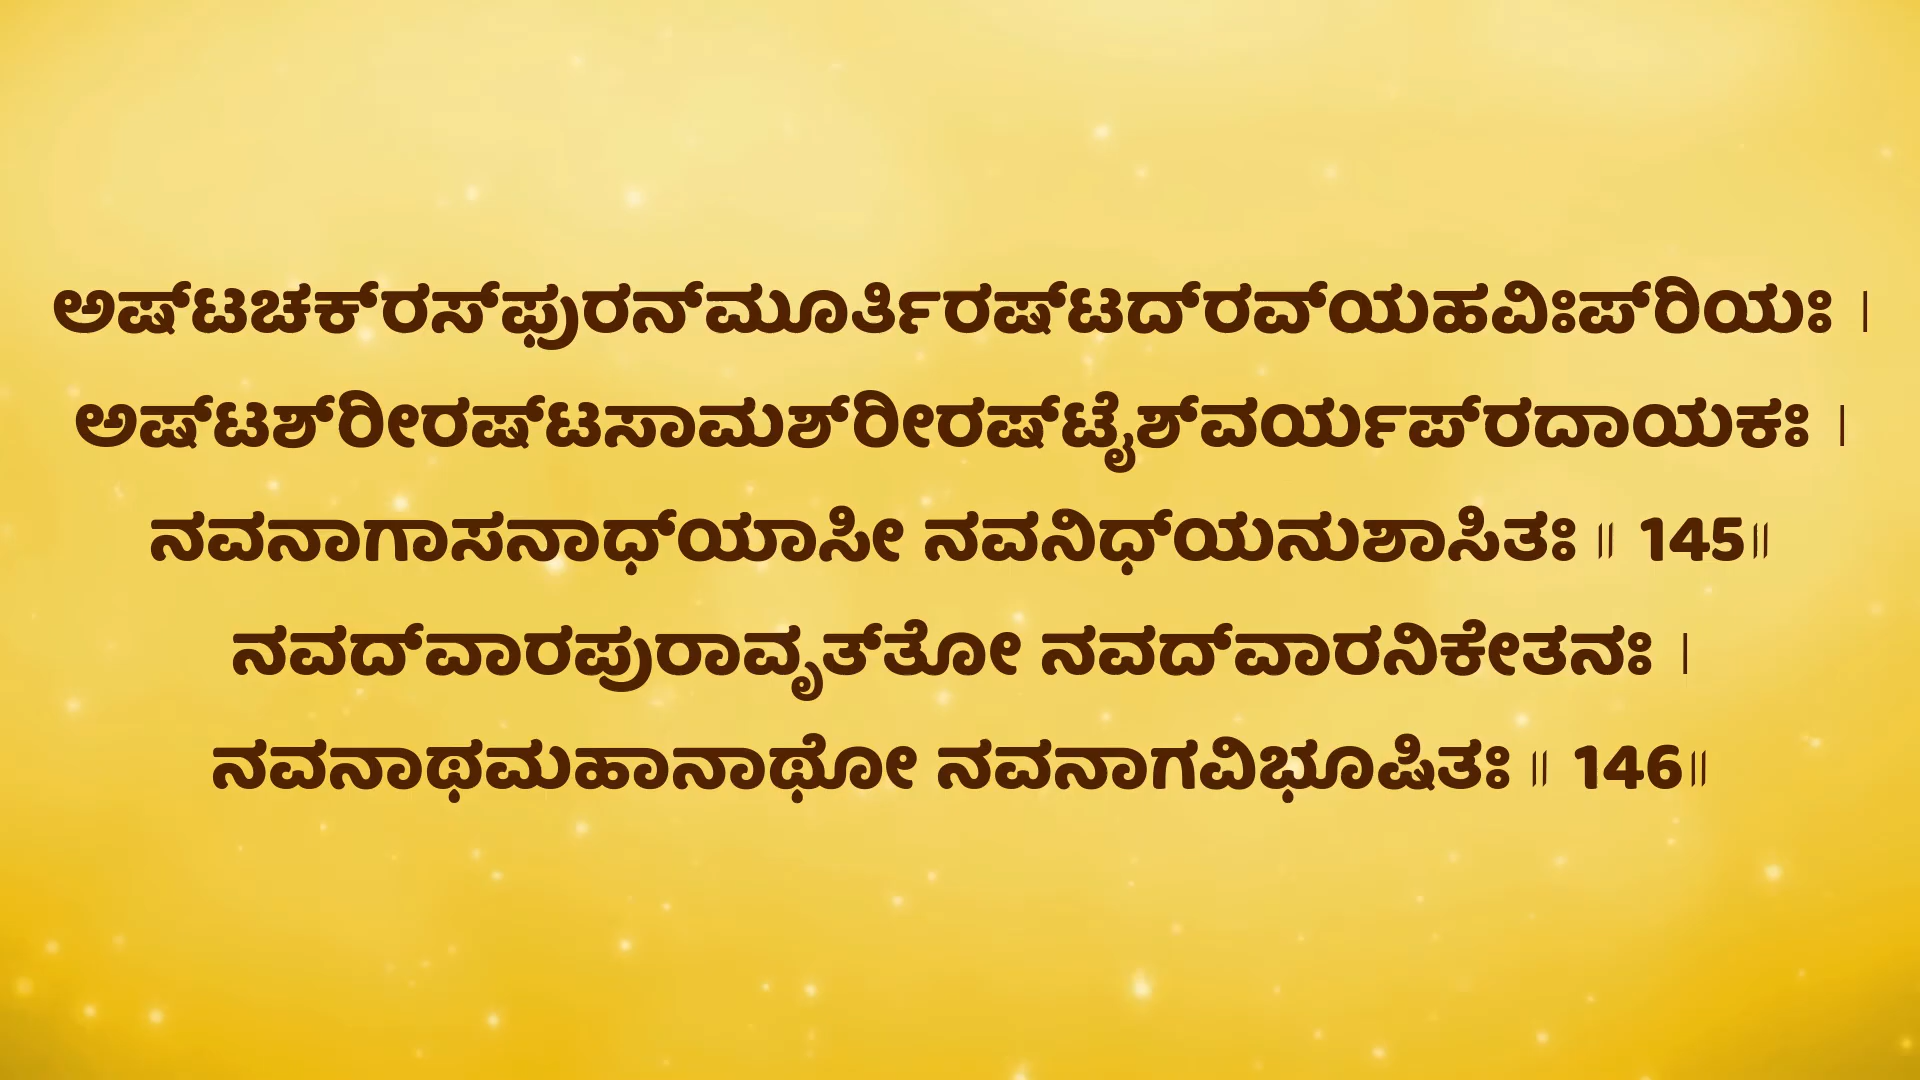 ಅಷ್‌ಟಚಕ್‌ರಸ್‌ಫುರನ್‌ಮೂರ್ತಿರಷ್‌ಟದ್‌ರವ್‌ಯಹವಿಃಪ್‌ರಿಯಃ ।
ಅಷ್‌ಟಶ್‌ರೀರಷ್‌ಟಸಾಮಶ್‌ರೀರಷ್‌ಟೈಶ್‌ವರ್ಯಪ್‌ರದಾಯಕಃ ।
ನವನಾಗಾಸನಾಧ್‌ಯಾಸೀ ನವನಿಧ್‌ಯನುಶಾಸಿತಃ ॥ 145॥
ನವದ್‌ವಾರಪುರಾವೃತ್‌ತೋ ನವದ್‌ವಾರನಿಕೇತನಃ ।
ನವನಾಥಮಹಾನಾಥೋ ನವನಾಗವಿಭೂಷಿತಃ ॥ 146॥